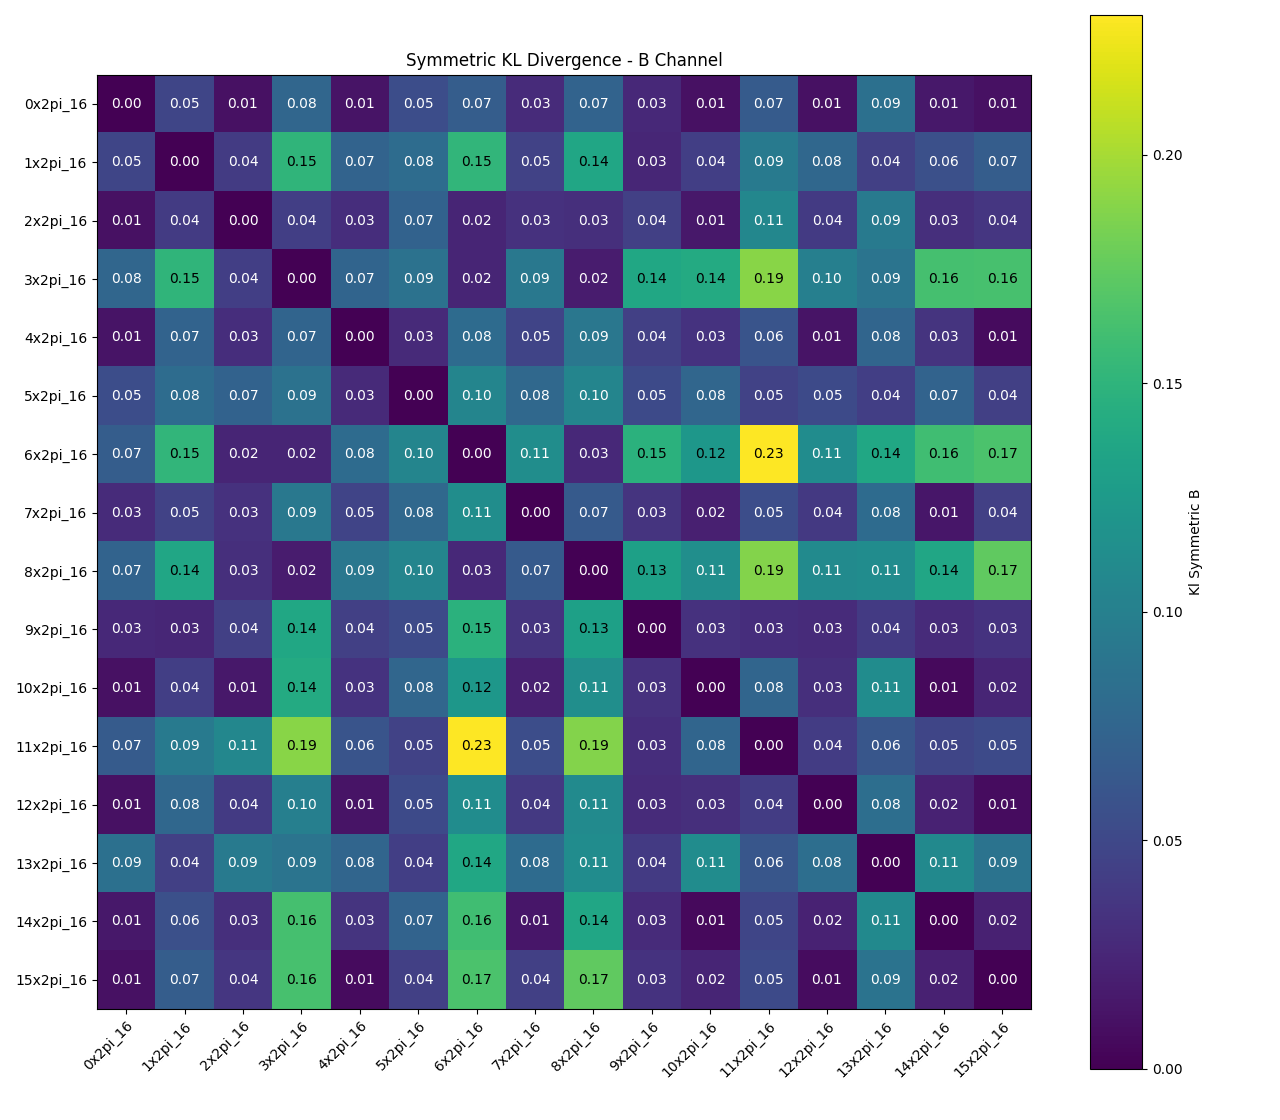 Symmetric KL Divergence - B Channel
0x2pi_16 0.00 0.05 0.01 0.08 0.01 0.05 0.07 0.03 0.07 0.03 0.01 0.07 0.01 0.09 0.01 0.01
1x2pi_16 0.05 0.00 0.04 0.15 0.07 0.08 0.15 0.05 0.14 0.03 0.04 0.09 0.08 0.04 0.06 0.07
2x2pi_16 0.01 0.04 0.00 0.04 0.03 0.07 0.02 0.03 0.03 0.04 0.01 0.11 0.04 0.09 0.03 0.04
3x2pi_16 0.08 0.15 0.04 0.00 0.07 0.09 0.02 0.09 0.02 0.14 0.14 0.19 0.10 0.09 0.16 0.16
4x2pi_16 0.01 0.07 0.03 0.07 0.00 0.03 0.08 0.05 0.09 0.04 0.03 0.06 0.01 0.08 0.03 0.01
5x2pi_16 0.05 0.08 0.07 0.09 0.03 0.00 0.10 0.08 0.10 0.05 0.08 0.05 0.05 0.04 0.07 0.04
6x2pi_16 0.07 0.15 0.02 0.02 0.08 0.10 0.00 0.11 0.03 0.15 0.12 0.23 0.11 0.14 0.16 0.17
7x2pi_16 0.03 0.05 0.03 0.09 0.05 0.08 0.11 0.00 0.07 0.03 0.02 0.05 0.04 0.08 0.01 0.04
8x2pi_16 0.07 0.14 0.03 0.02 0.09 0.10 0.03 0.07 0.00 0.13 0.11 0.19 0.11 0.11 0.14 0.17
9x2pi_16 0.03 0.03 0.04 0.14 0.04 0.05 0.15 0.03 0.13 0.00 0.03 0.03 0.03 0.04 0.03 0.03
10x2pi_16 0.01 0.04 0.01 0.14 0.03 0.08 0.12 0.02 0.11 0.03 0.00 0.08 0.03 0.11 0.01 0.02
11x2pi_16 0.07 0.09 0.11 0.19 0.06 0.05 0.23 0.05 0.19 0.03 0.08 0.00 0.04 0.06 0.05 0.05
12x2pi_16 0.01 0.08 0.04 0.10 0.01 0.05 0.11 0.04 0.11 0.03 0.03 0.04 0.00 0.08 0.02 0.01
13x2pi_16 0.09 0.04 0.09 0.09 0.08 0.04 0.14 0.08 0.11 0.04 0.11 0.06 0.08 0.00 0.11 0.09
14x2pi_16 0.01 0.06 0.03 0.16 0.03 0.07 0.16 0.01 0.14 0.03 0.01 0.05 0.02 0.11 0.00 0.02
15x2pi_16 0.01 0.07 0.04 0.16 0.01 0.04 0.17 0.04 0.17 0.03 0.02 0.05 0.01 0.09 0.02 0.00
0x2pi_16 1x2pi_16 2x2pi_16 3x2pi_16 4x2pi_16 5x2pi_16 6x2pi_16 7x2pi_16 8x2pi_16 9x2pi_16 10x2pi_16 11x2pi_16 12x2pi_16 13x2pi_16 14x2pi_16 15x2pi_16
0.20
0.15
0.10
0.05
0.00
Kl Symmetric B